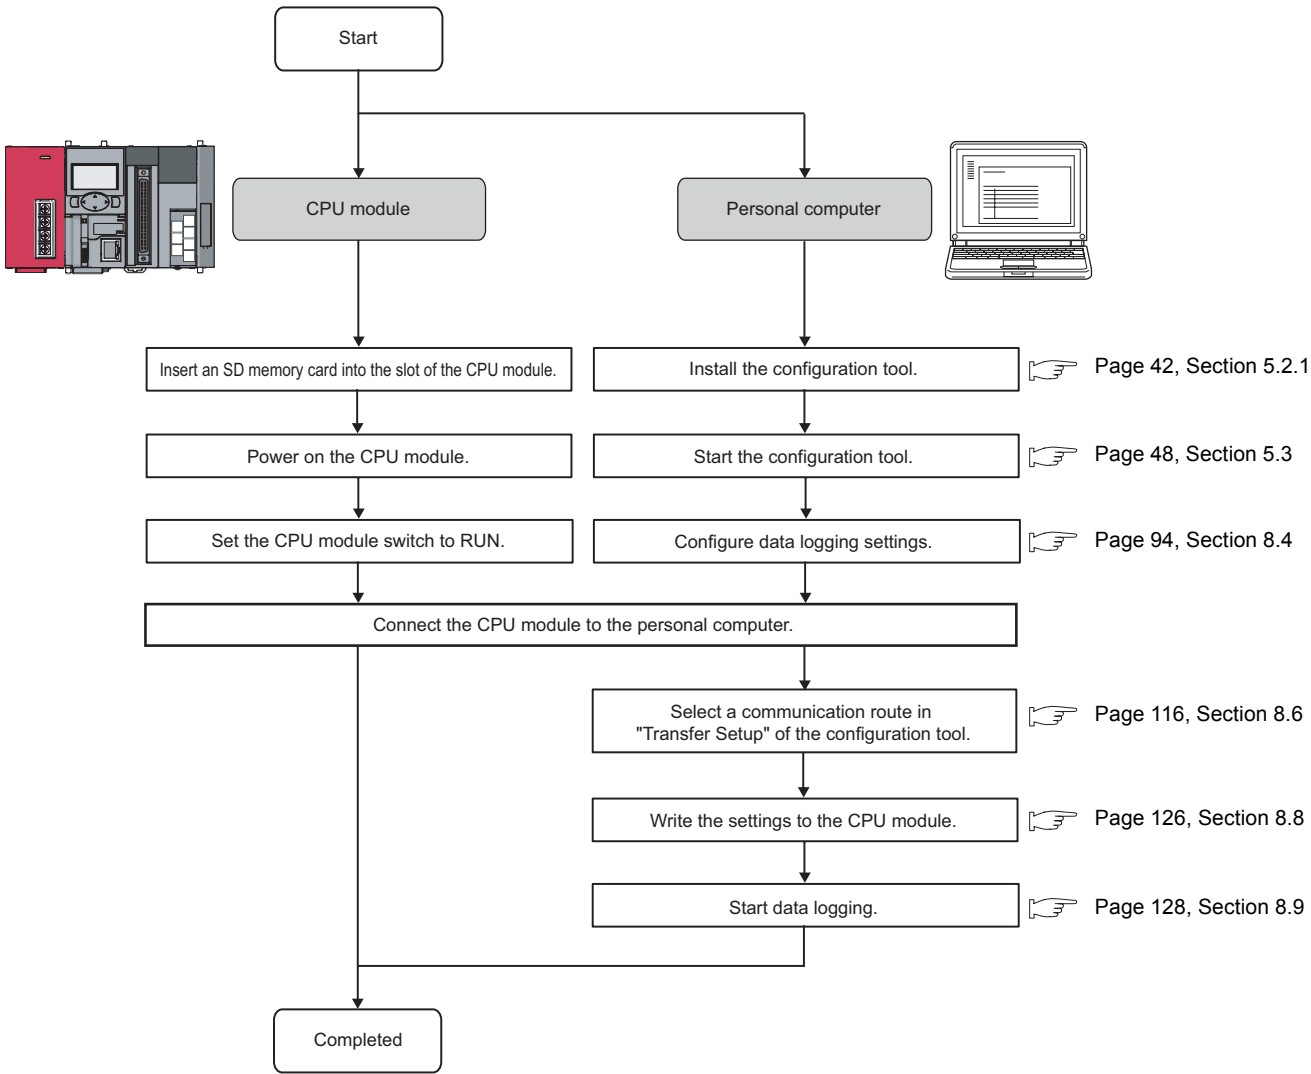 Start
CPU module
Personal computer
Insert an SD memory card into the slot of the CPU module.
Install the configuration tool.
Page 42, Section 5.2.1
Power on the CPU module.
Start the configuration tool.
Page 48, Section 5.3
Set the CPU module switch to RUN.
Configure data logging settings.
Page 94, Section 8.4
Connect the CPU module to the personal computer.
Select a communication route in
"Transfer Setup" of the configuration tool.
Page 116, Section 8.6
Write the settings to the CPU module.
Page 126, Section 8.8
Start data logging.
Page 128, Section 8.9
Completed